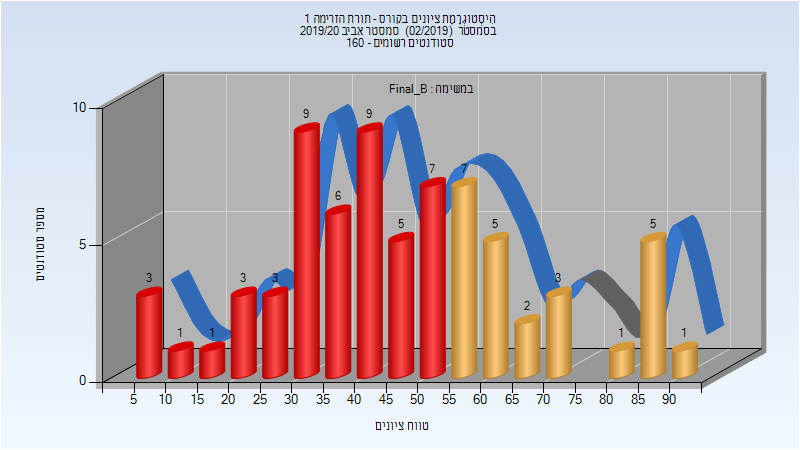 הִיסְטוֹגְרָמַת ציונים בקורס - תורת הזרימה 1
בסמסטר (02/2019) סמסטר אביב 2019/20
סטודנטים רשומים - 160
במשימה : Final_B
מספר סטודנטים
10
5
0
3 1 1 3 3 9 6 9 5 7 7 5 2 3 1 5 1
5 10 15 20 25 30 35 40 45 50 55 60 65 70 75 80 85 90
טווח ציונים